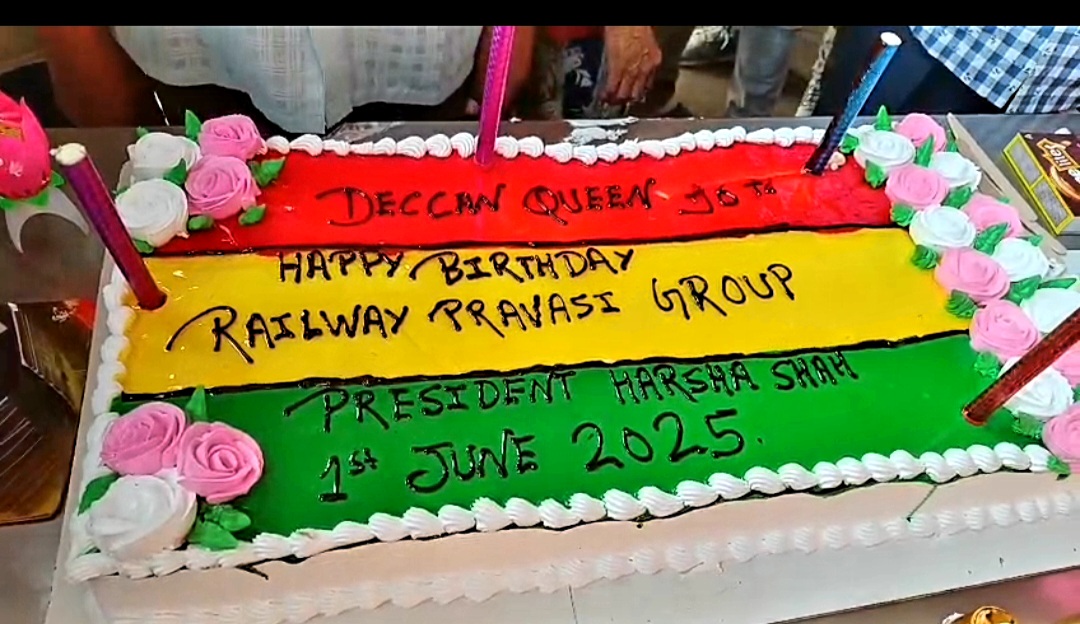 DECCAN QUEEN 96TH
HAPPY BIRTHDAY
RAILWAY PRAVASI GROUP
PRESIDENT HARSHA SHAH
1st JUNE 2025.